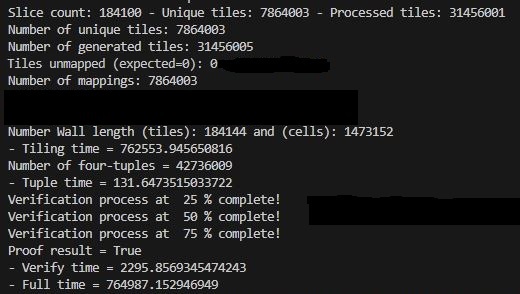 Slice count: 184100 - Unique tiles: 7864003 - Processed tiles: 31456001
Number of unique tiles: 7864003
Number of generated tiles: 31456005
Tiles unmapped (expected=0): 0
Number of mappings: 7864003
Number Wall length (tiles): 184144 and (cells): 1473152
- Tiling time = 762553.945650816
Number of four-tuples = 42736009
- Tuple time = 131.6473515033722
Verification process at  25 % complete!
Verification process at  50 % complete!
Verification process at  75 % complete!
Proof result = True
- Verify time = 2295.8569345474243
- Full time = 764987.152946949